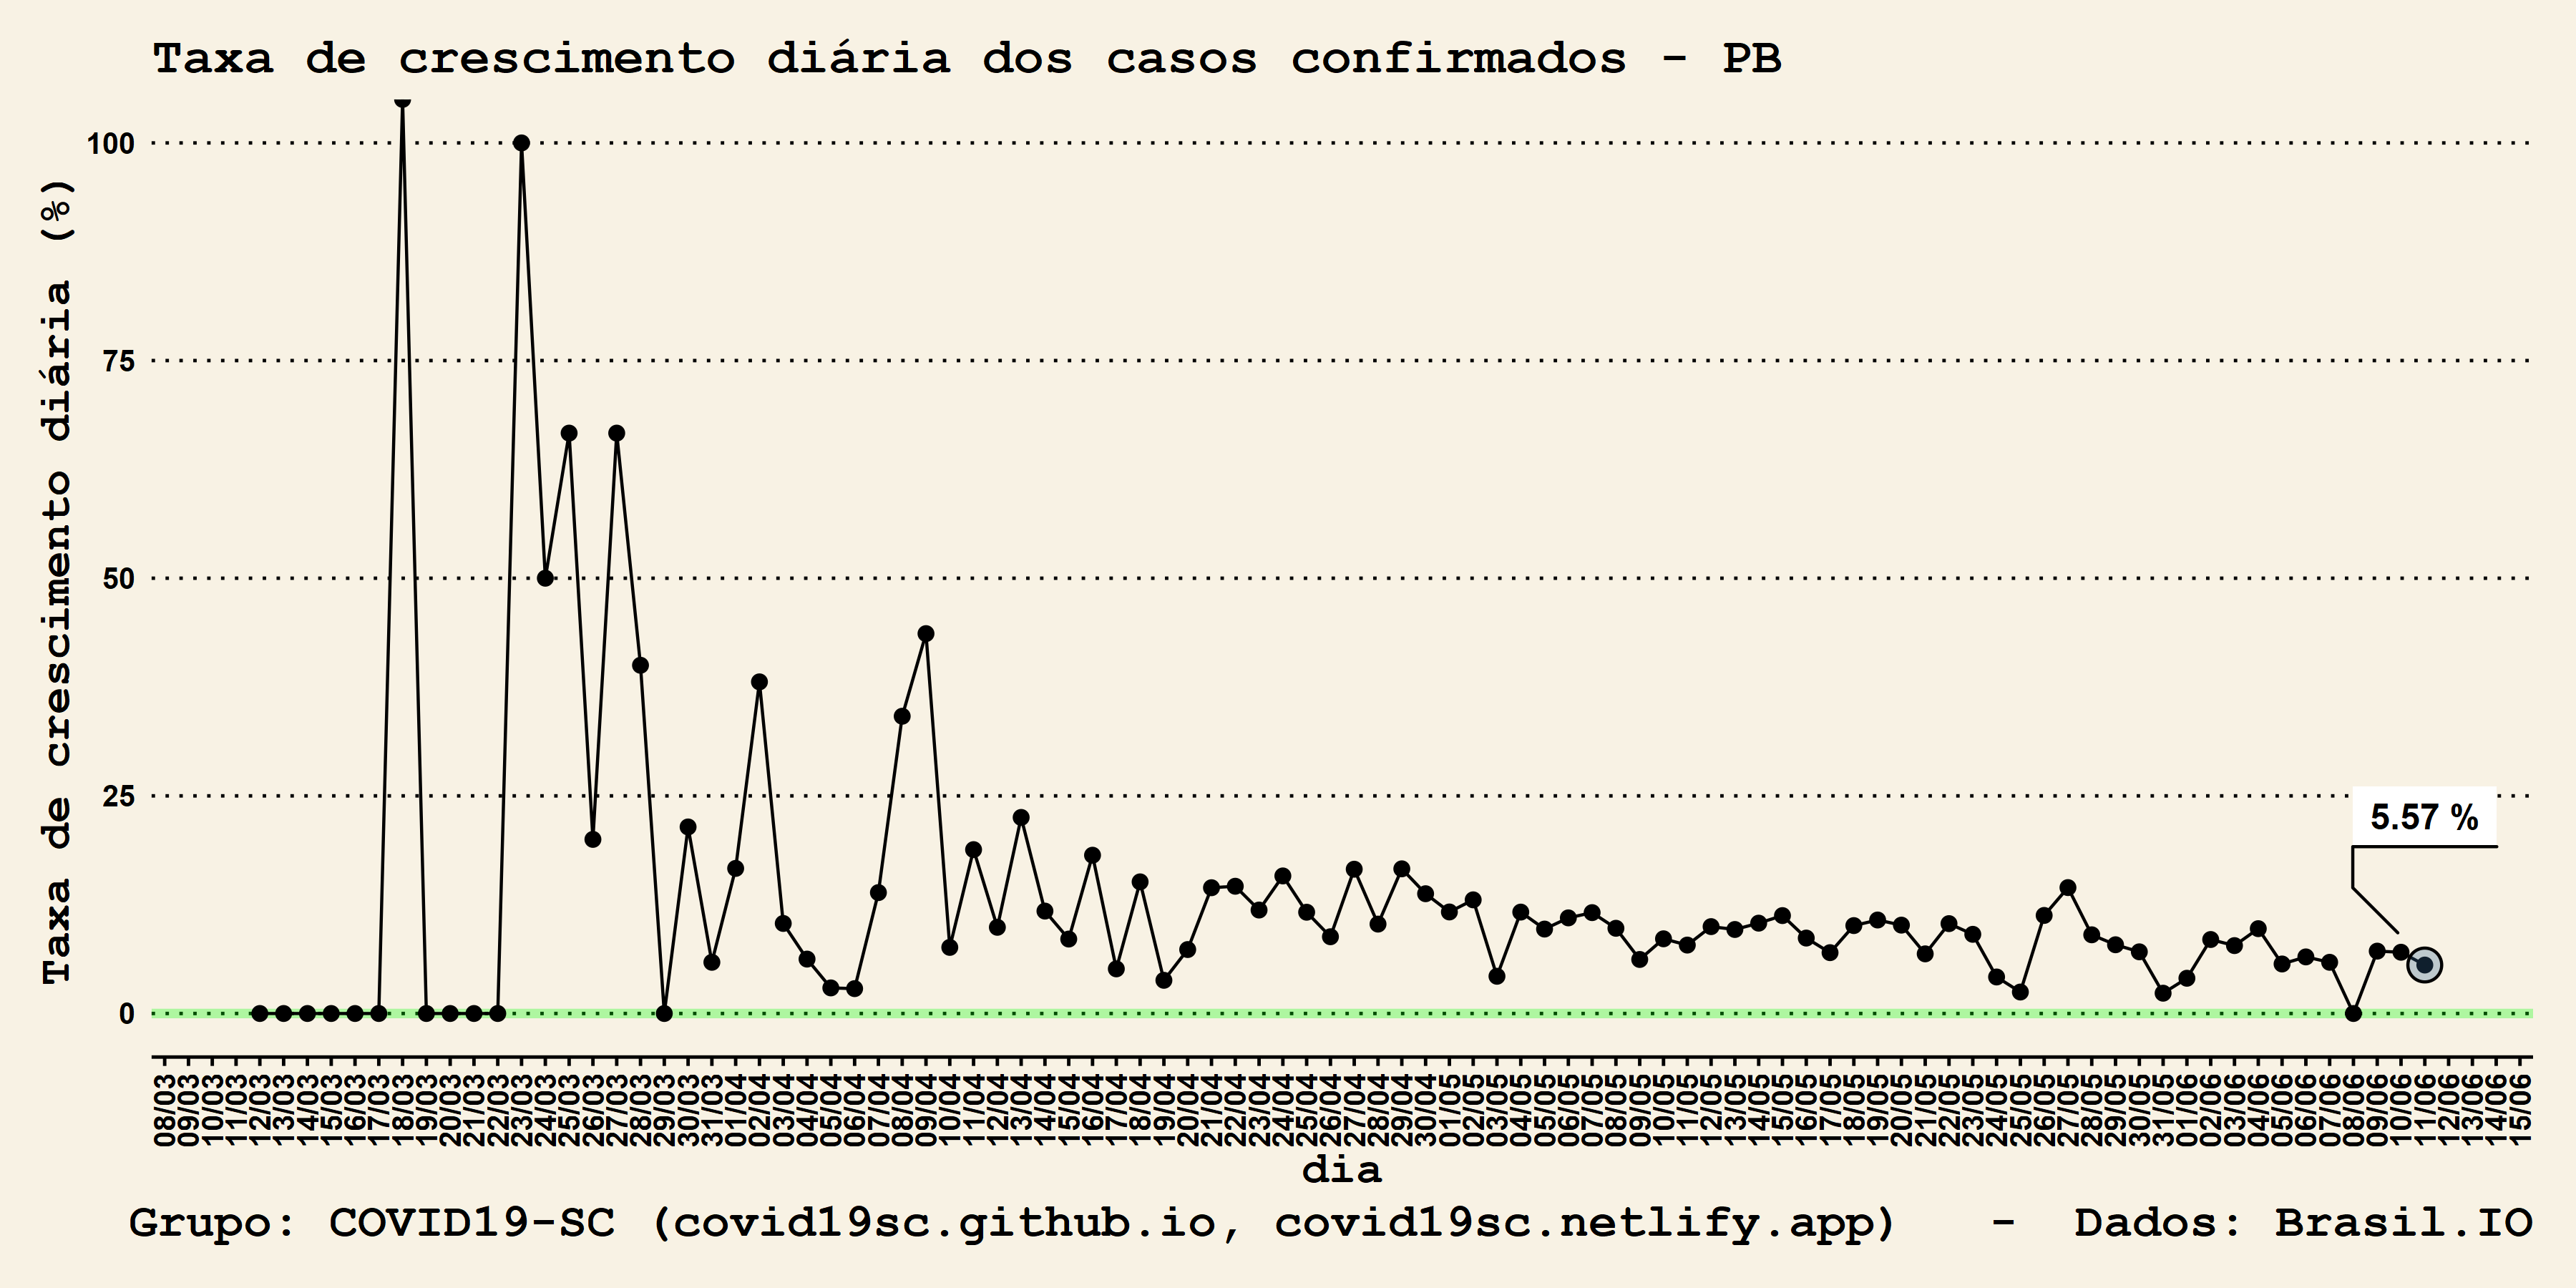 Taxa de crescimento diária dos casos confirmados - PB
Taxa de crescimento diária (%)
100
75
50
25
0
5.57 %
08/03 09/03 10/03 11/03 12/03 13/03 14/03 15/03 16/03 17/03 18/03 19/03 20/03 21/03 22/03 23/03 24/03 25/03 26/03 27/03 28/03 29/03 30/03 31/03 01/04 02/04 03/04 04/04 05/04 06/04 07/04 08/04 09/04 10/04 11/04 12/04 13/04 14/04 15/04 16/04 17/04 18/04 19/04 20/04 21/04 22/04 23/04 24/04 25/04 26/04 27/04 28/04 29/04 30/04 01/05 02/05 03/05 04/05 05/05 06/05 07/05 08/05 09/05 10/05 11/05 12/05 13/05 14/05 15/05 16/05 17/05 18/05 19/05 20/05 21/05 22/05 23/05 24/05 25/05 26/05 27/05 28/05 29/05 30/05 31/05 01/06 02/06 03/06 04/06 05/06 06/06 07/06 08/06 09/06 10/06 11/06 12/06 13/06 14/06 15/06
dia
Grupo: COVID19-SC (covid19sc.github.io, covid19sc.netlify.app) - Dados: Brasil.IO